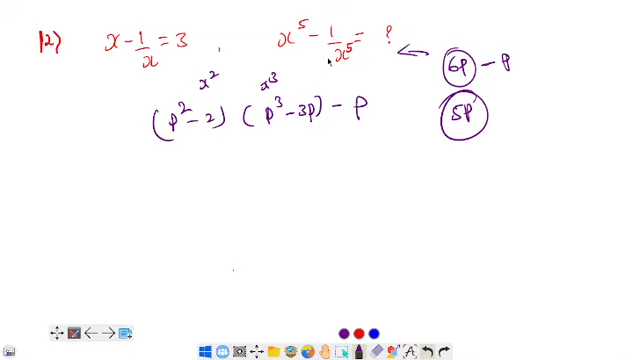 12) x - 1/x = 3 , x^5 - 1/x^5 = ?
6p - p
x^2 x^3
(p^2 - 2) (p^3 - 3p) - p
5p